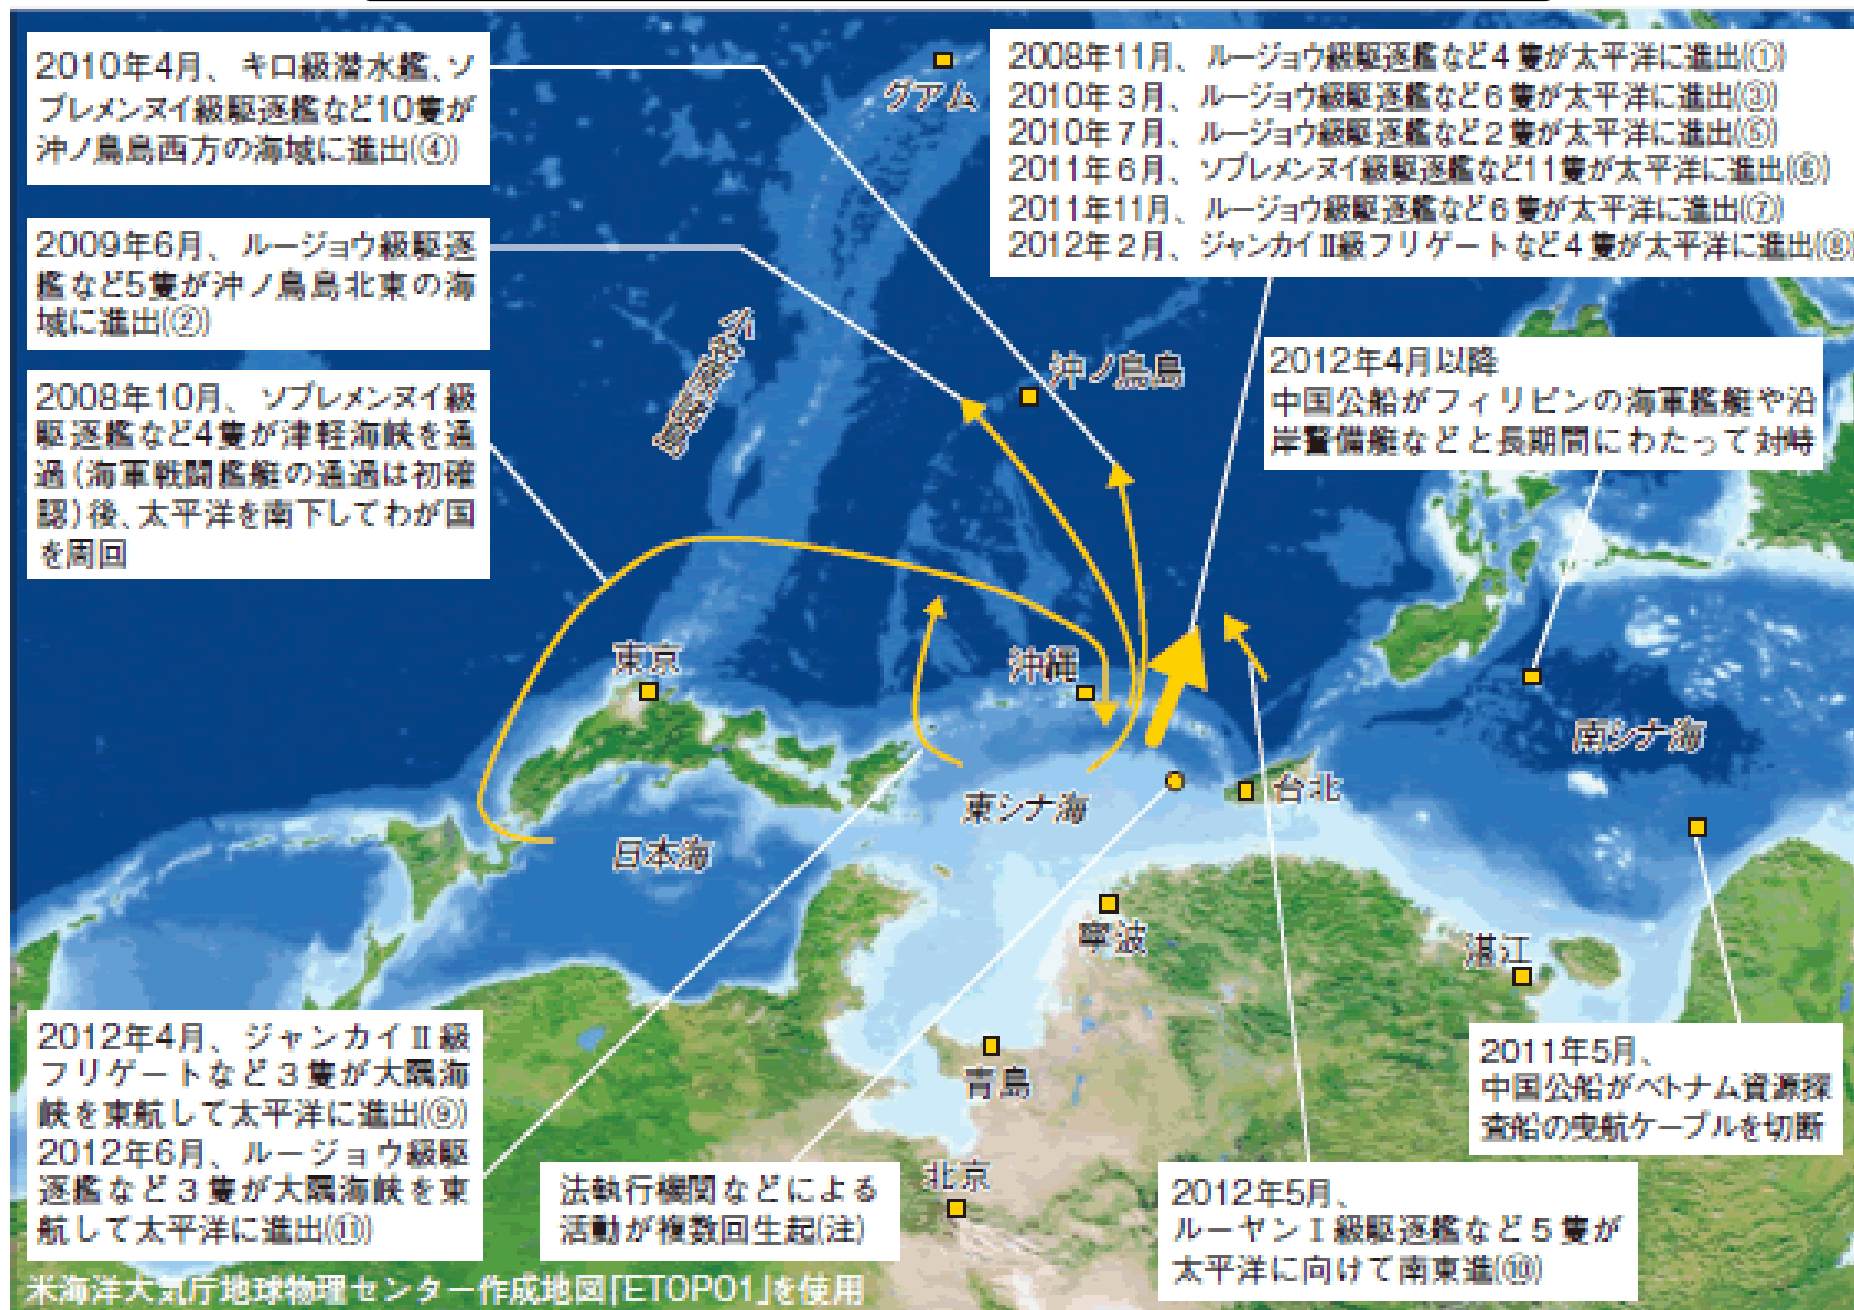 2010年4月、キロ級潜水艦、ソ
ブレメンヌイ級駆逐艦など10隻が
沖ノ鳥島西方の海域に進出(④)
2009年6月、ルージョウ級駆逐
艦など5隻が沖ノ鳥島北東の海
域に進出(②)
2008年10月、ソブレメンヌイ級
駆逐艦など4隻が津軽海峡を通
過(海軍戦闘艦艇の通過は初確
認)後、太平洋を南下してわが国
を周回
グアム
2008年11月、ルージョウ級駆逐艦など4隻が太平洋に進出(①)
2010年3月、ルージョウ級駆逐艦など6隻が太平洋に進出(③)
2010年7月、ルージョウ級駆逐艦など2隻が太平洋に進出(⑤)
2011年6月、ソブレメンヌイ級駆逐艦など11隻が太平洋に進出(⑥)
2011年11月、ルージョウ級駆逐艦など6隻が太平洋に進出(⑦)
2012年2月、ジャンカイⅡ級フリゲートなど4隻が太平洋に進出(⑧)
沖ノ鳥島
2012年4月以降
中国公船がフィリピンの海軍艦艇や沿
岸警備艇などと長期間にわたって対峙
東京
沖縄
南シナ海
台北
東シナ海
日本海
寧波
湛江
青島
北京
2012年4月、ジャンカイⅡ級
フリゲートなど3隻が大隅海
峡を東航して太平洋に進出(⑨)
2012年6月、ルージョウ級駆
逐艦など3隻が大隅海峡を東
航して太平洋に進出(⑪)
法執行機関などによる
活動が複数回生起(注)
2012年5月、
ルーヤンⅠ級駆逐艦など5隻が
太平洋に向けて南東進(⑩)
2011年5月、
中国公船がベトナム資源探
査船の曳航ケーブルを切断
米海洋大気庁地球物理センター作成地図「ETOPO1」を使用